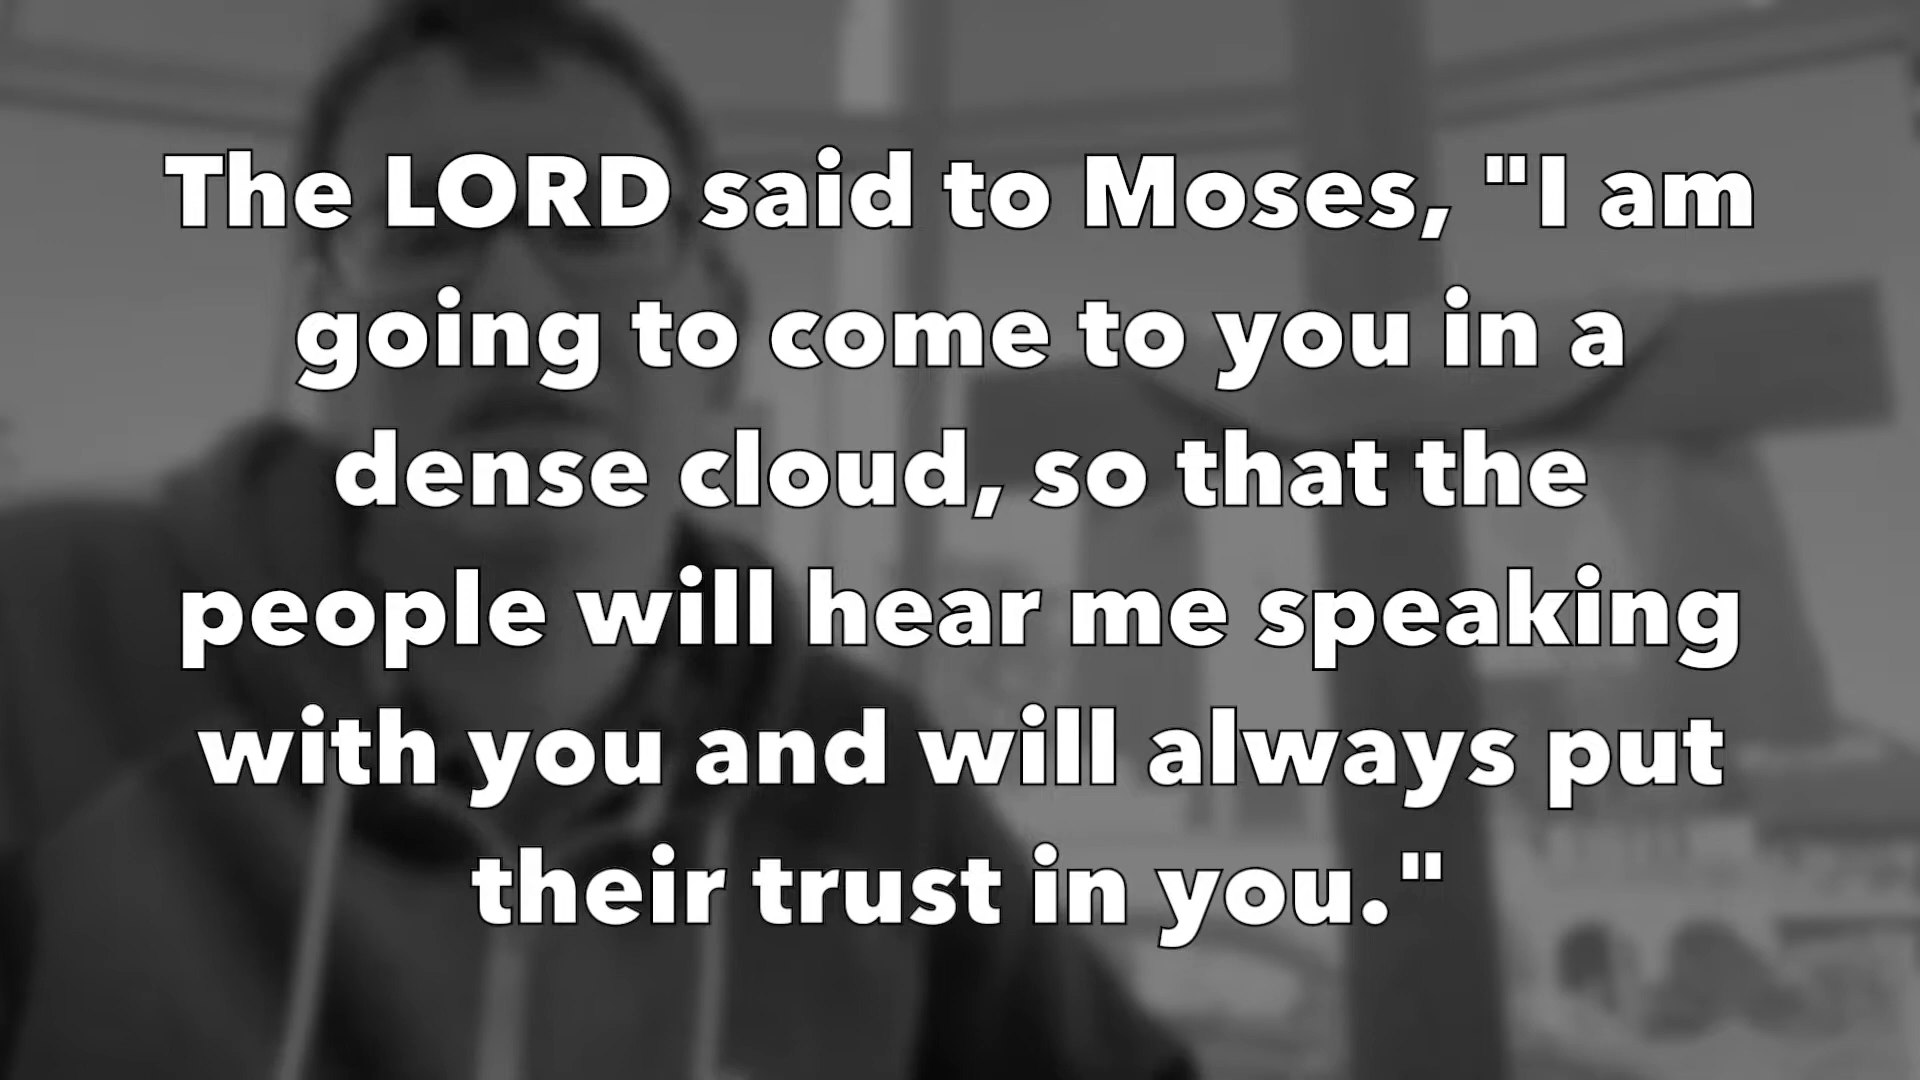 The LORD said to Moses, "I am
going to come to you in a
dense cloud, so that the
people will hear me speaking
with you and will always put
their trust in you."